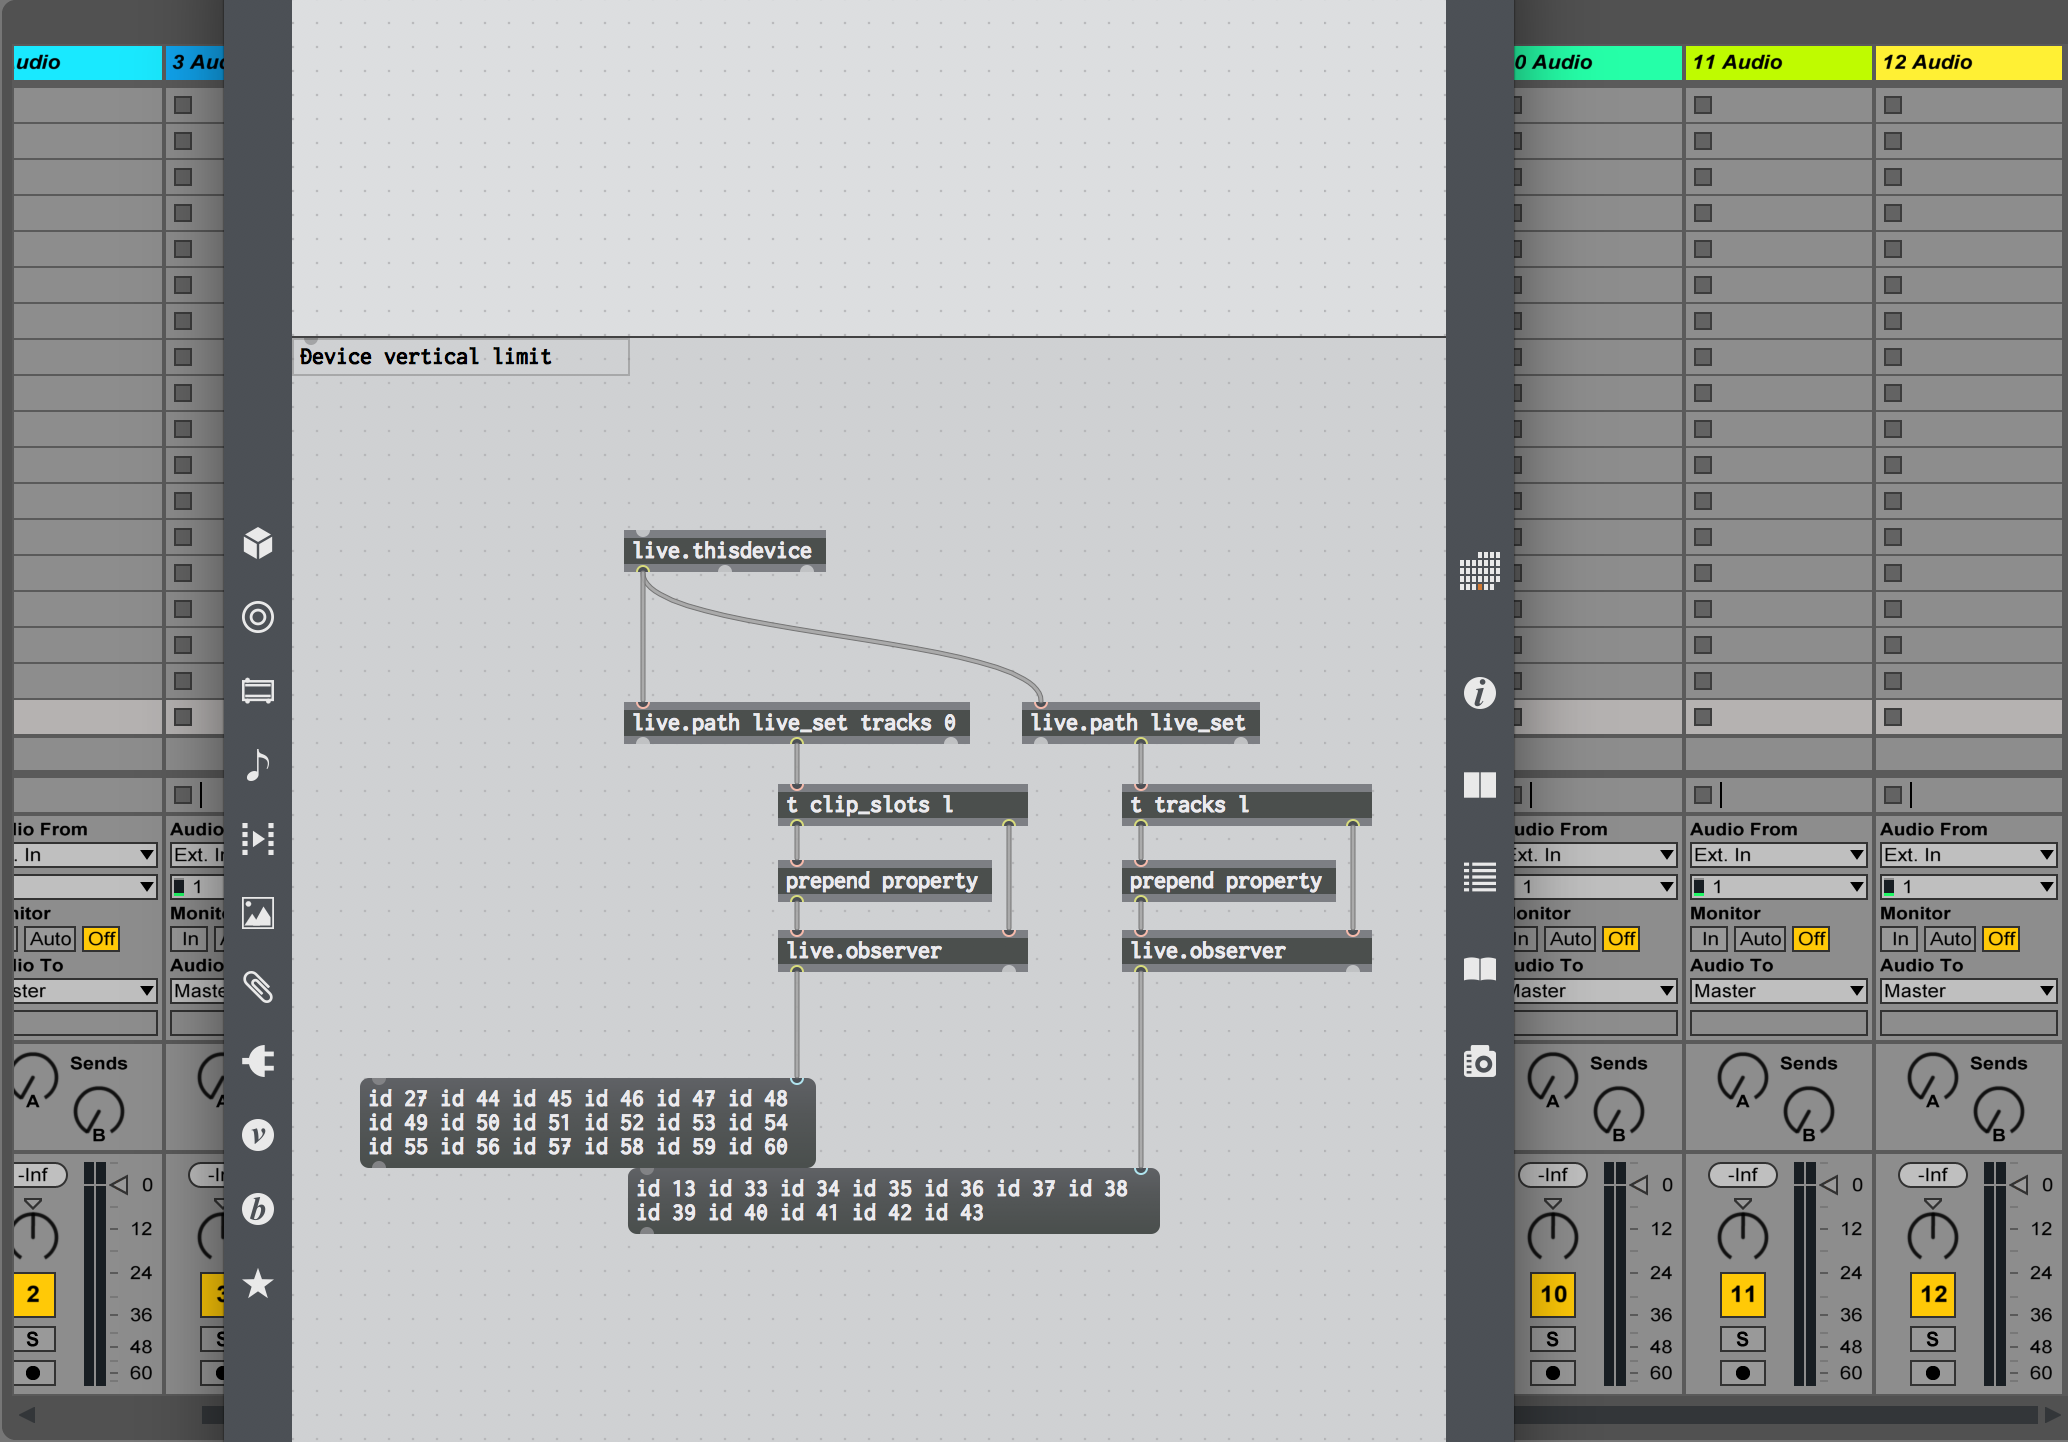 udio
3 Au
0 Audio
11 Audio
12 Audio
Device vertical limit
live.thisdevice
live.path live_set tracks 0
live.path live_set
t clip_slots l
t tracks l
prepend property
prepend property
live.observer
live.observer
id 27 id 44 id 45 id 46 id 47 id 48
id 49 id 50 id 51 id 52 id 53 id 54
id 55 id 56 id 57 id 58 id 59 id 60
id 13 id 33 id 34 id 35 id 36 id 37 id 38
id 39 id 40 id 41 id 42 id 43
i
v
b
dio From
. In
nitor
Auto Off
dio To
ster
Sends
A
B
-Inf
0
12
24
36
48
60
2
S
Audio
Ext. I
1
Monit
In
Audio
Maste
A
-I
3
S
udio From
Ext. In
1
Monitor
In Auto Off
udio To
Master
Sends
A
B
-Inf
0
12
24
36
48
60
10
S
Audio From
Ext. In
1
Monitor
In Auto Off
Audio To
Master
Sends
A
B
-Inf
0
12
24
36
48
60
11
S
Audio From
Ext. In
1
Monitor
In Auto Off
Audio To
Master
Sends
A
B
-Inf
0
12
24
36
48
60
12
S